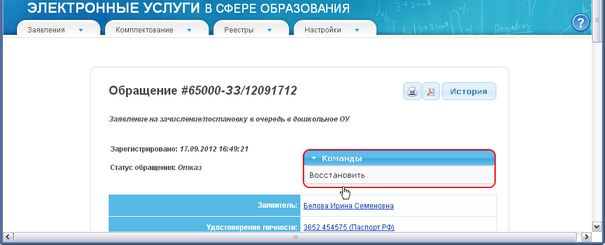 ЭЛЕКТРОННЫЕ УСЛУГИ В СФЕРЕ ОБРАЗОВАНИЯ
?
Заявления Комплектование Реестры Настройки
Обращение #65000-ЗЗ/12091712 История
Заявление на зачисление/постановку в очередь в дошкольное ОУ
Зарегистрировано: 17.09.2012 16:49:21
Статус обращения: Отказ
Команды
Восстановить
Заявитель: Белова Ирина Семеновна
Удостоверение личности: 3652 454575 (Паспорт РФ)